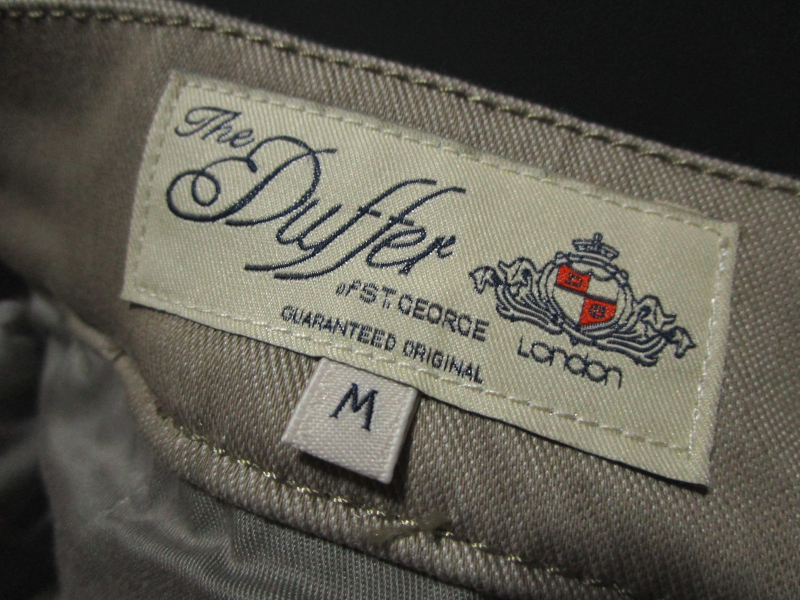 The
Duffer
of ST. GEORGE
GUARANTEED ORIGINAL
London
M